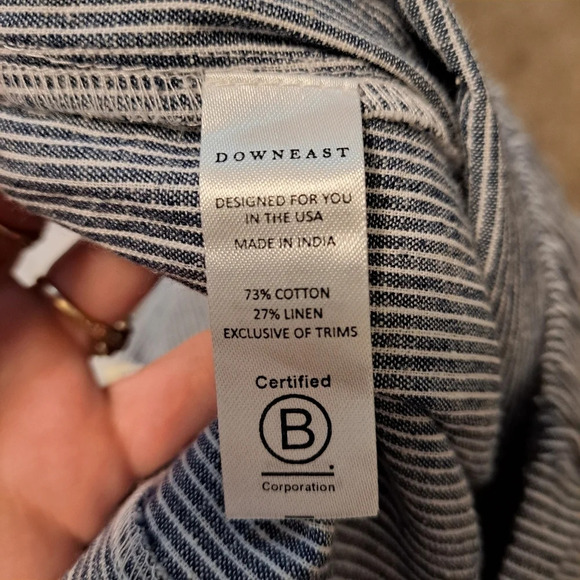 DOWNEAST
DESIGNED FOR YOU
IN THE USA
MADE IN INDIA
73% COTTON
27% LINEN
EXCLUSIVE OF TRIMS
Certified
B
Corporation